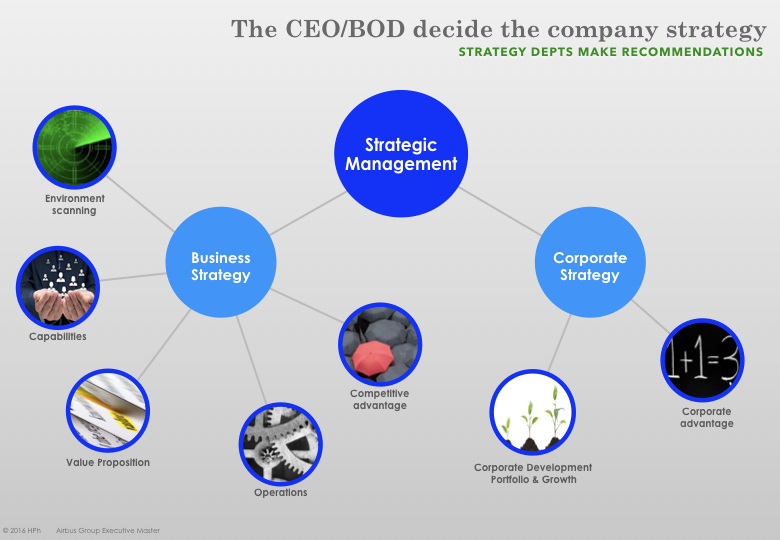 The CEO/BOD decide the company strategy
STRATEGY DEPTS MAKE RECOMMENDATIONS
Strategic
Management
Environment
scanning
Business
Strategy
Corporate
Strategy
Capabilities
1+1=3
Competitive
advantage
Corporate
advantage
Value Proposition
Corporate Development
Portfolio & Growth
Operations
© 2016 HPh Airbus Group Executive Master